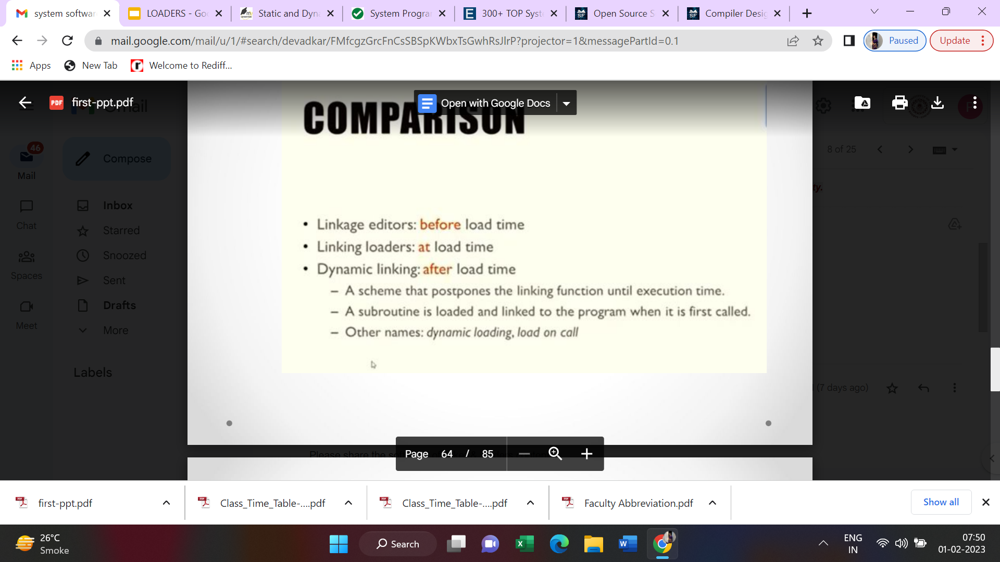 system softwar
LOADERS - Goo
Static and Dyna
System Program
300+ TOP Syst
Open Source S
Compiler Desig
mail.google.com/mail/u/1/#search/devadkar/FMfcgzGrcFnCsSBSpKWbxTsGwhRsJlrP?projector=1&messagePartId=0.1
Paused
Update
Apps
New Tab
Welcome to Rediff...
PDF
first-ppt.pdf
Gmail
Open with Google Docs
COMPARISON
46
Mail
Compose
8 of 25
ty.
Chat
Inbox
Starred
Snoozed
Spaces
Sent
Drafts
Meet
More
Labels
• Linkage editors: before load time
• Linking loaders: at load time
• Dynamic linking: after load time
– A scheme that postpones the linking function until execution time.
– A subroutine is loaded and linked to the program when it is first called.
– Other names: dynamic loading, load on call
(7 days ago)
Please share the
Page 64 / 85
first-ppt.pdf
Class_Time_Table-....pdf
Class_Time_Table-....pdf
Faculty Abbreviation.pdf
Show all
26°C
Smoke
Search
ENG
IN
07:50
01-02-2023